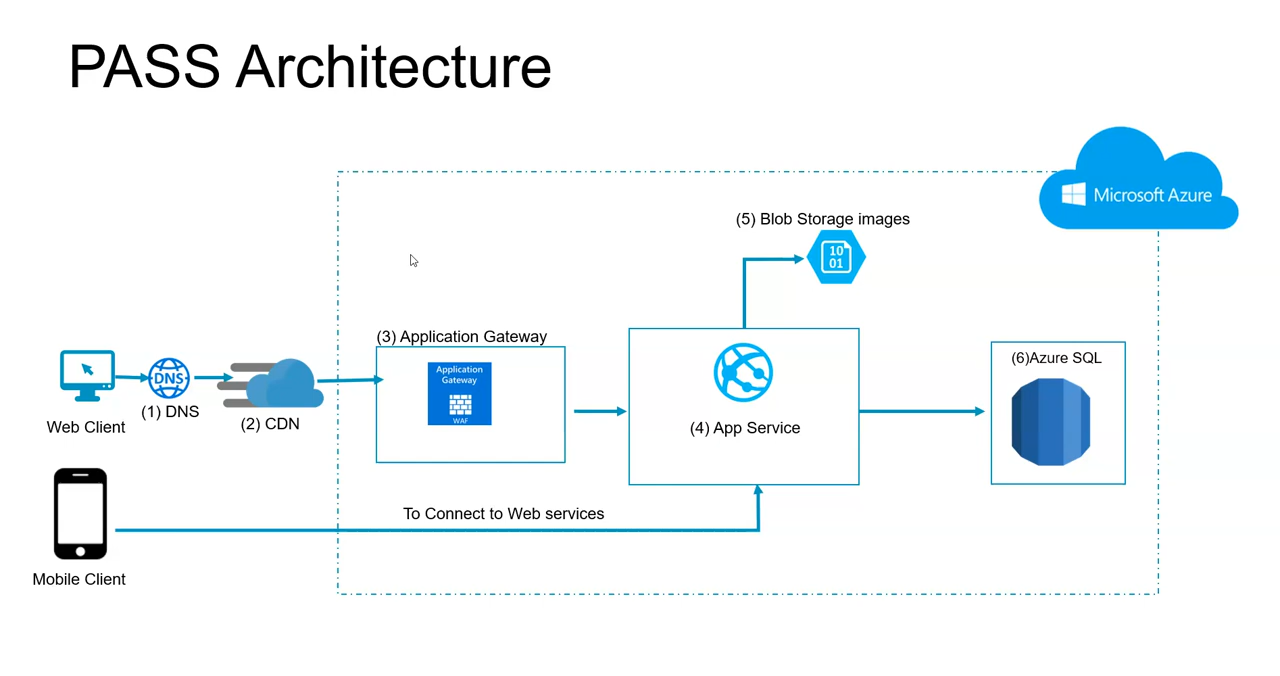 PASS Architecture
Microsoft Azure
(5) Blob Storage images
10
01
(3) Application Gateway
Application
Gateway
WAF
(6)Azure SQL
DNS
(1) DNS
(2) CDN
Web Client
(4) App Service
To Connect to Web services
Mobile Client